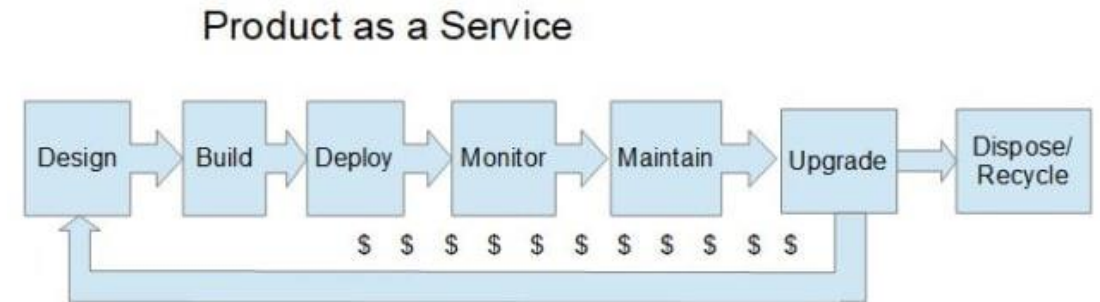 Product as a Service
Design
Build
Deploy
Monitor
Maintain
Upgrade
Dispose/
Recycle
$ $ $ $ $ $ $ $ $ $ $